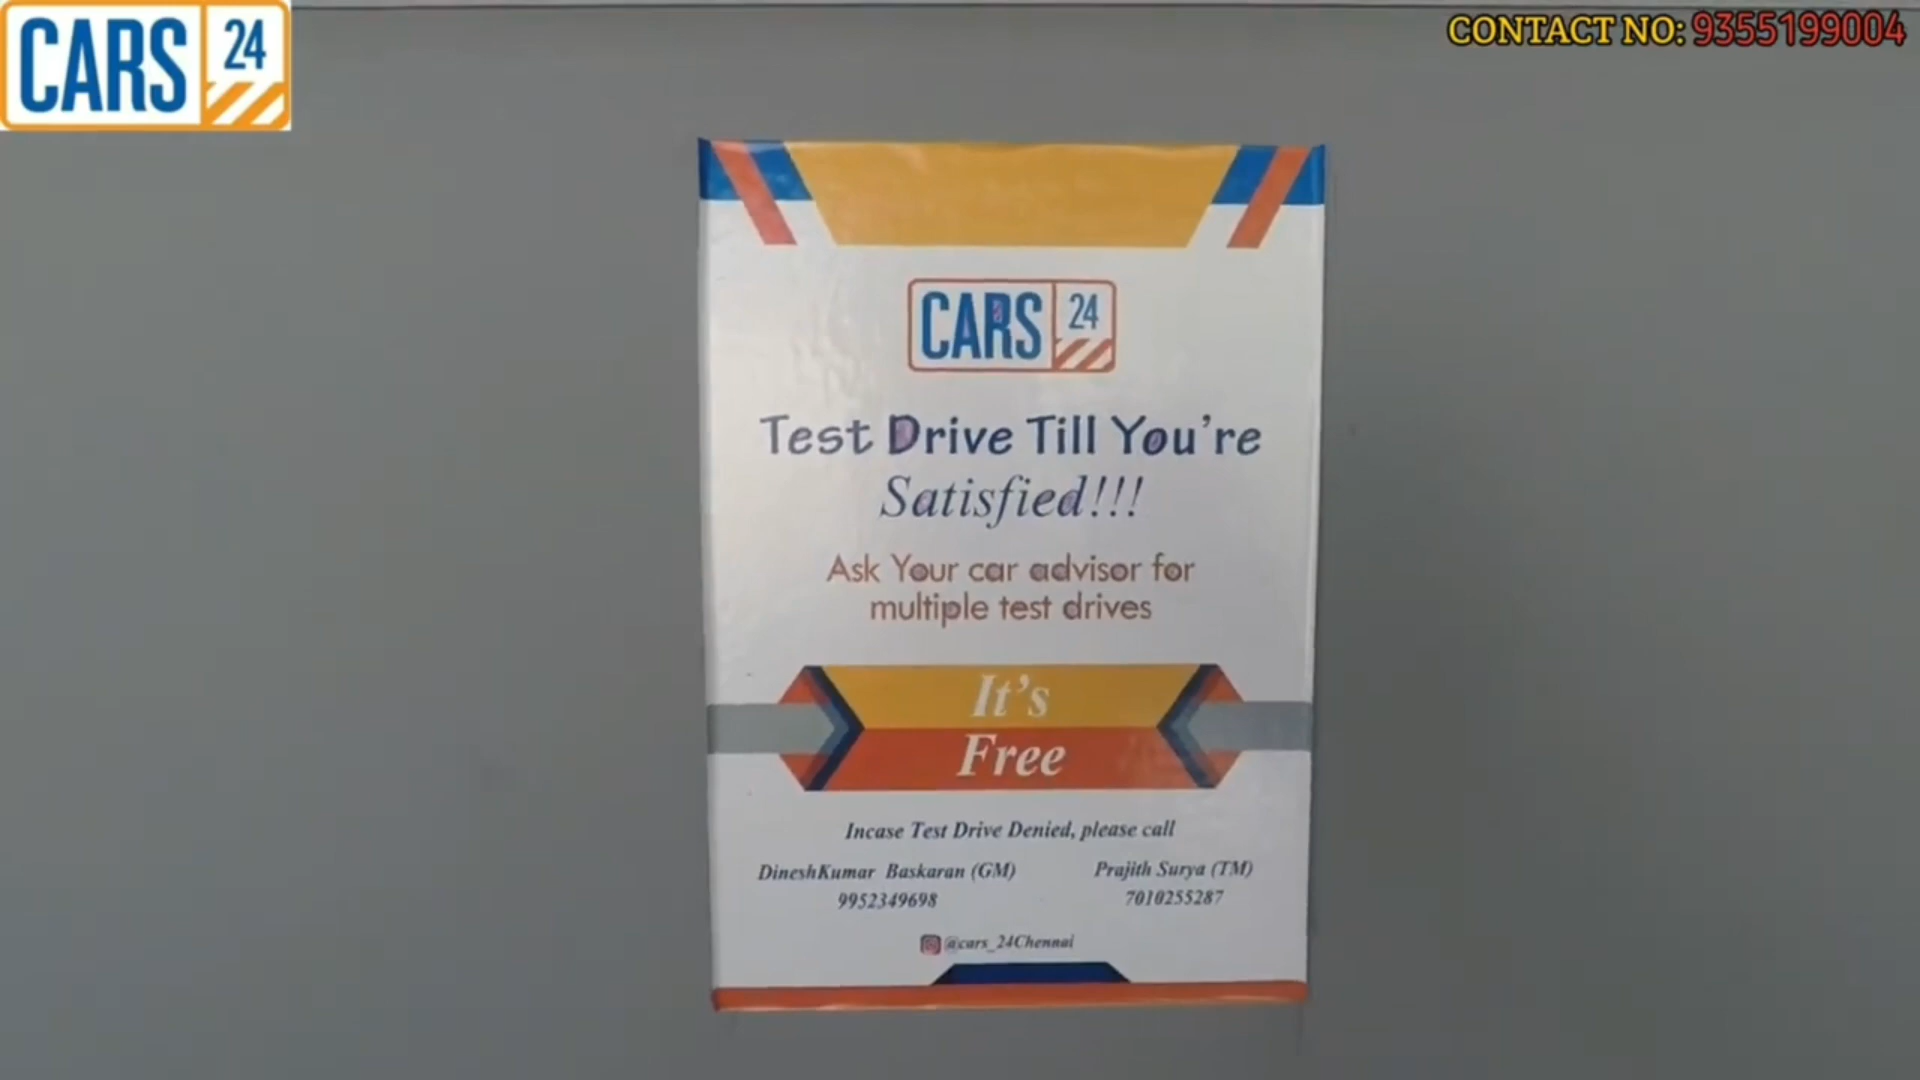 CARS 24
CONTACT NO: 9355199004
CARS 24
Test Drive Till You're
Satisfied!!!
Ask Your car advisor for
multiple test drives
It's
Free
Incase Test Drive Denied, please call
DineshKumar Baskaran (GM)
9952349698
Prajith Surya (TM)
7010255287
@cars_24Chennai